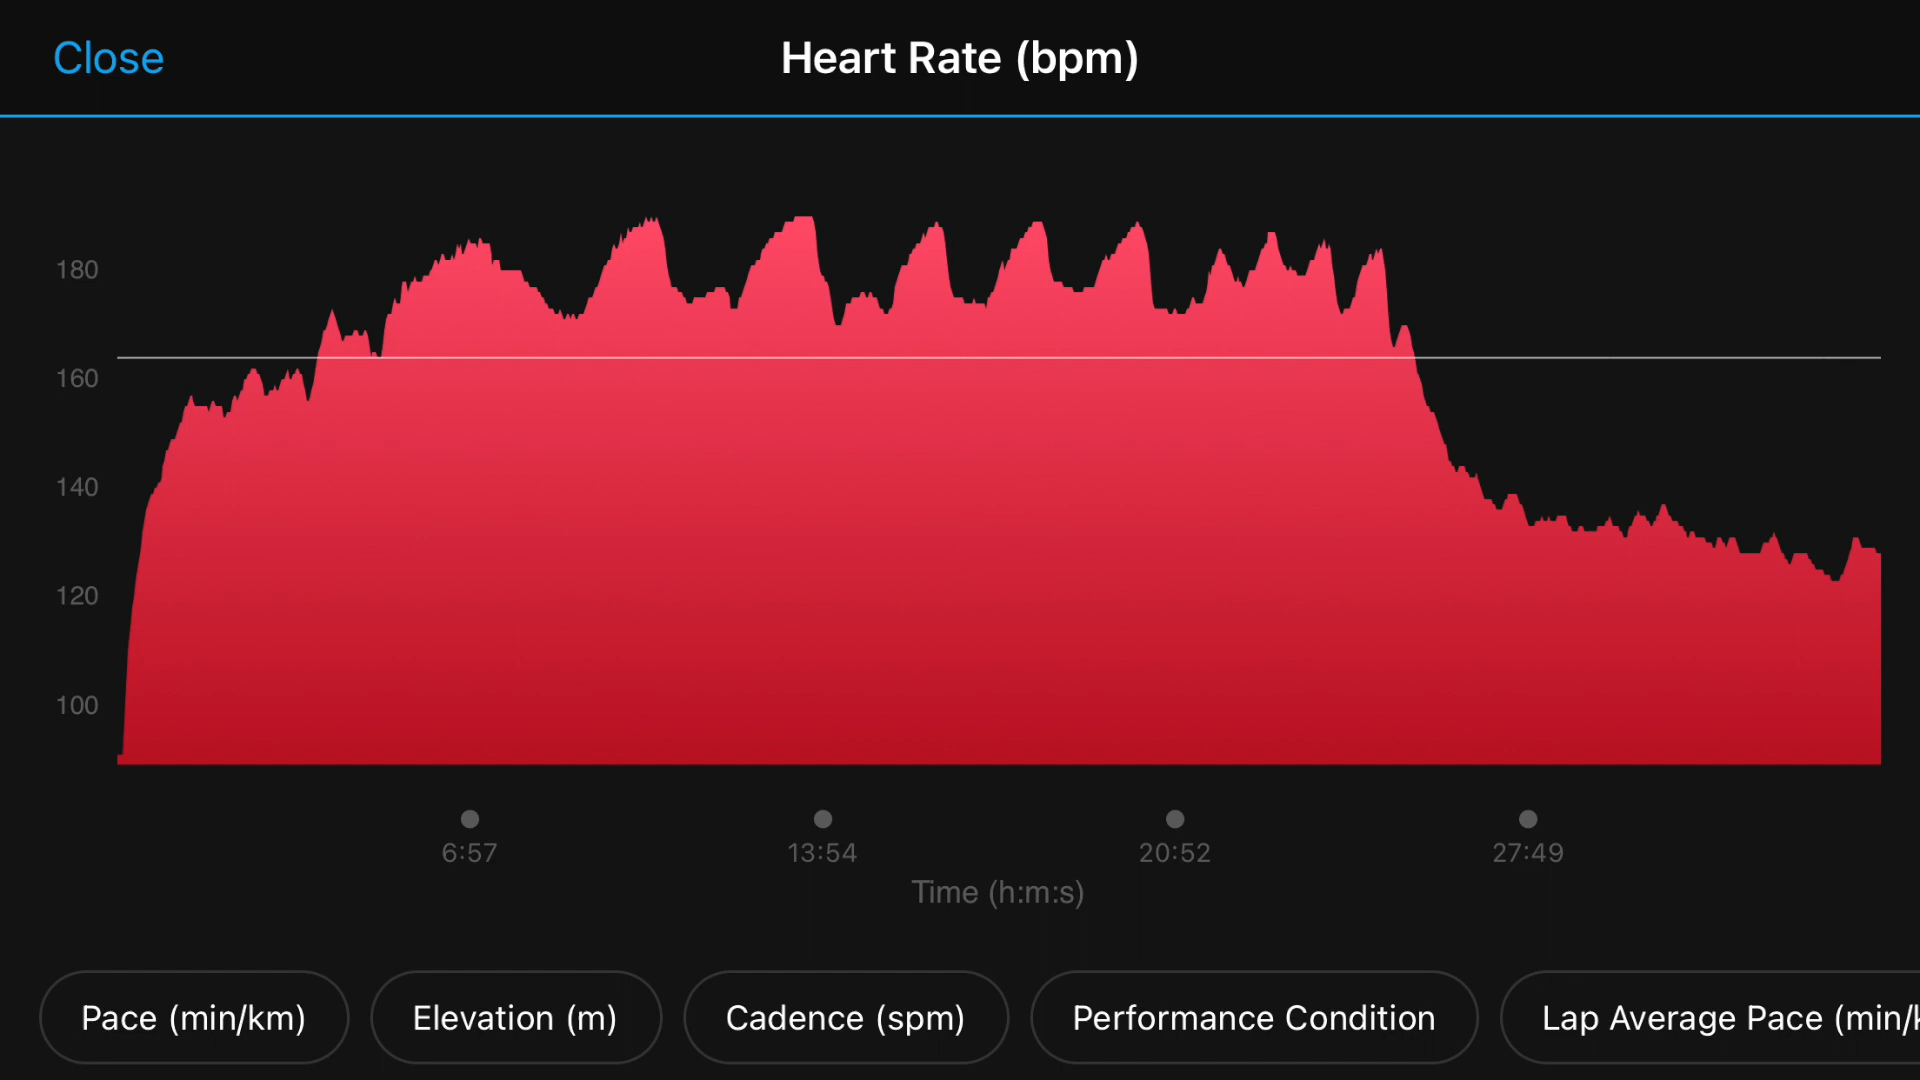 Close
Heart Rate (bpm)
180
160
140
120
100
6:57
13:54
20:52
27:49
Time (h:m:s)
Pace (min/km)
Elevation (m)
Cadence (spm)
Performance Condition
Lap Average Pace (min/k